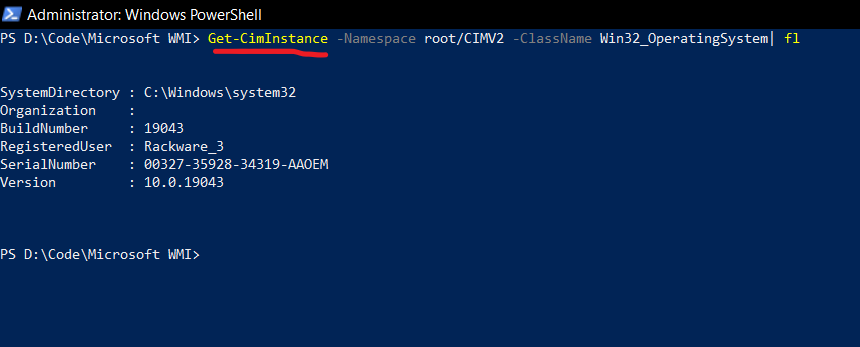 Administrator: Windows PowerShell
PS D:\Code\Microsoft WMI> Get-CimInstance -Namespace root/CIMV2 -ClassName Win32_OperatingSystem| fl
SystemDirectory : C:\Windows\system32
Organization    :
BuildNumber     : 19043
RegisteredUser  : Rackware_3
SerialNumber    : 00327-35928-34319-AAOEM
Version         : 10.0.19043
PS D:\Code\Microsoft WMI>